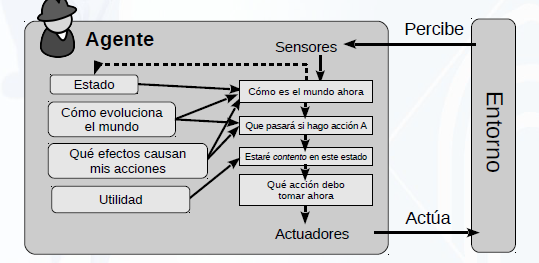 Agente
Sensores
Percibe
Estado
Cómo es el mundo ahora
Cómo evoluciona
el mundo
Que pasará si hago acción A
Qué efectos causan
mis acciones
Estaré contento en este estado
Utilidad
Qué acción debo
tomar ahora
Actuadores
Actúa
Entorno